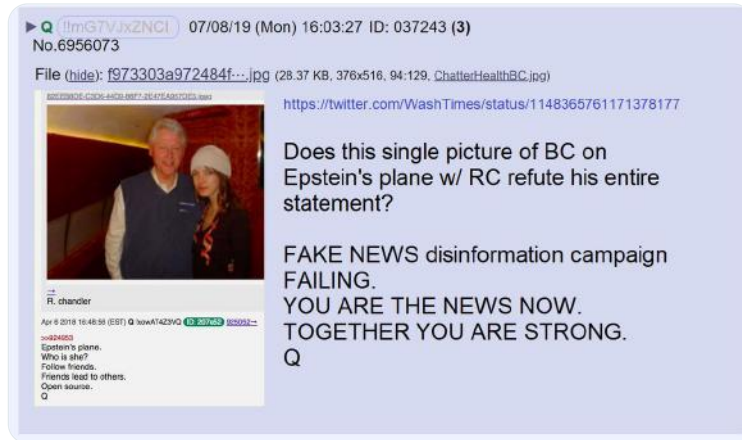 ▶ Q !!mG7VJxZNCI 07/08/19 (Mon) 16:03:27 ID: 037243 (3)
No.6956073
File (hide): f973303a972484f⋯.jpg (28.37 KB, 376x516, 94:129, ChatterHealthBC.jpg)
https://twitter.com/WashTimes/status/1148365761171378177
Does this single picture of BC on
Epstein's plane w/ RC refute his entire
statement?
FAKE NEWS disinformation campaign
FAILING.
YOU ARE THE NEWS NOW.
TOGETHER YOU ARE STRONG.
Q
R. chandler
Apr 6 2018 16:48:56 (EST) Q !xowAT4Z3VQ
>>924953
Epstein's plane.
Who is she?
Follow friends.
Friends lead to others.
Open source.
Q